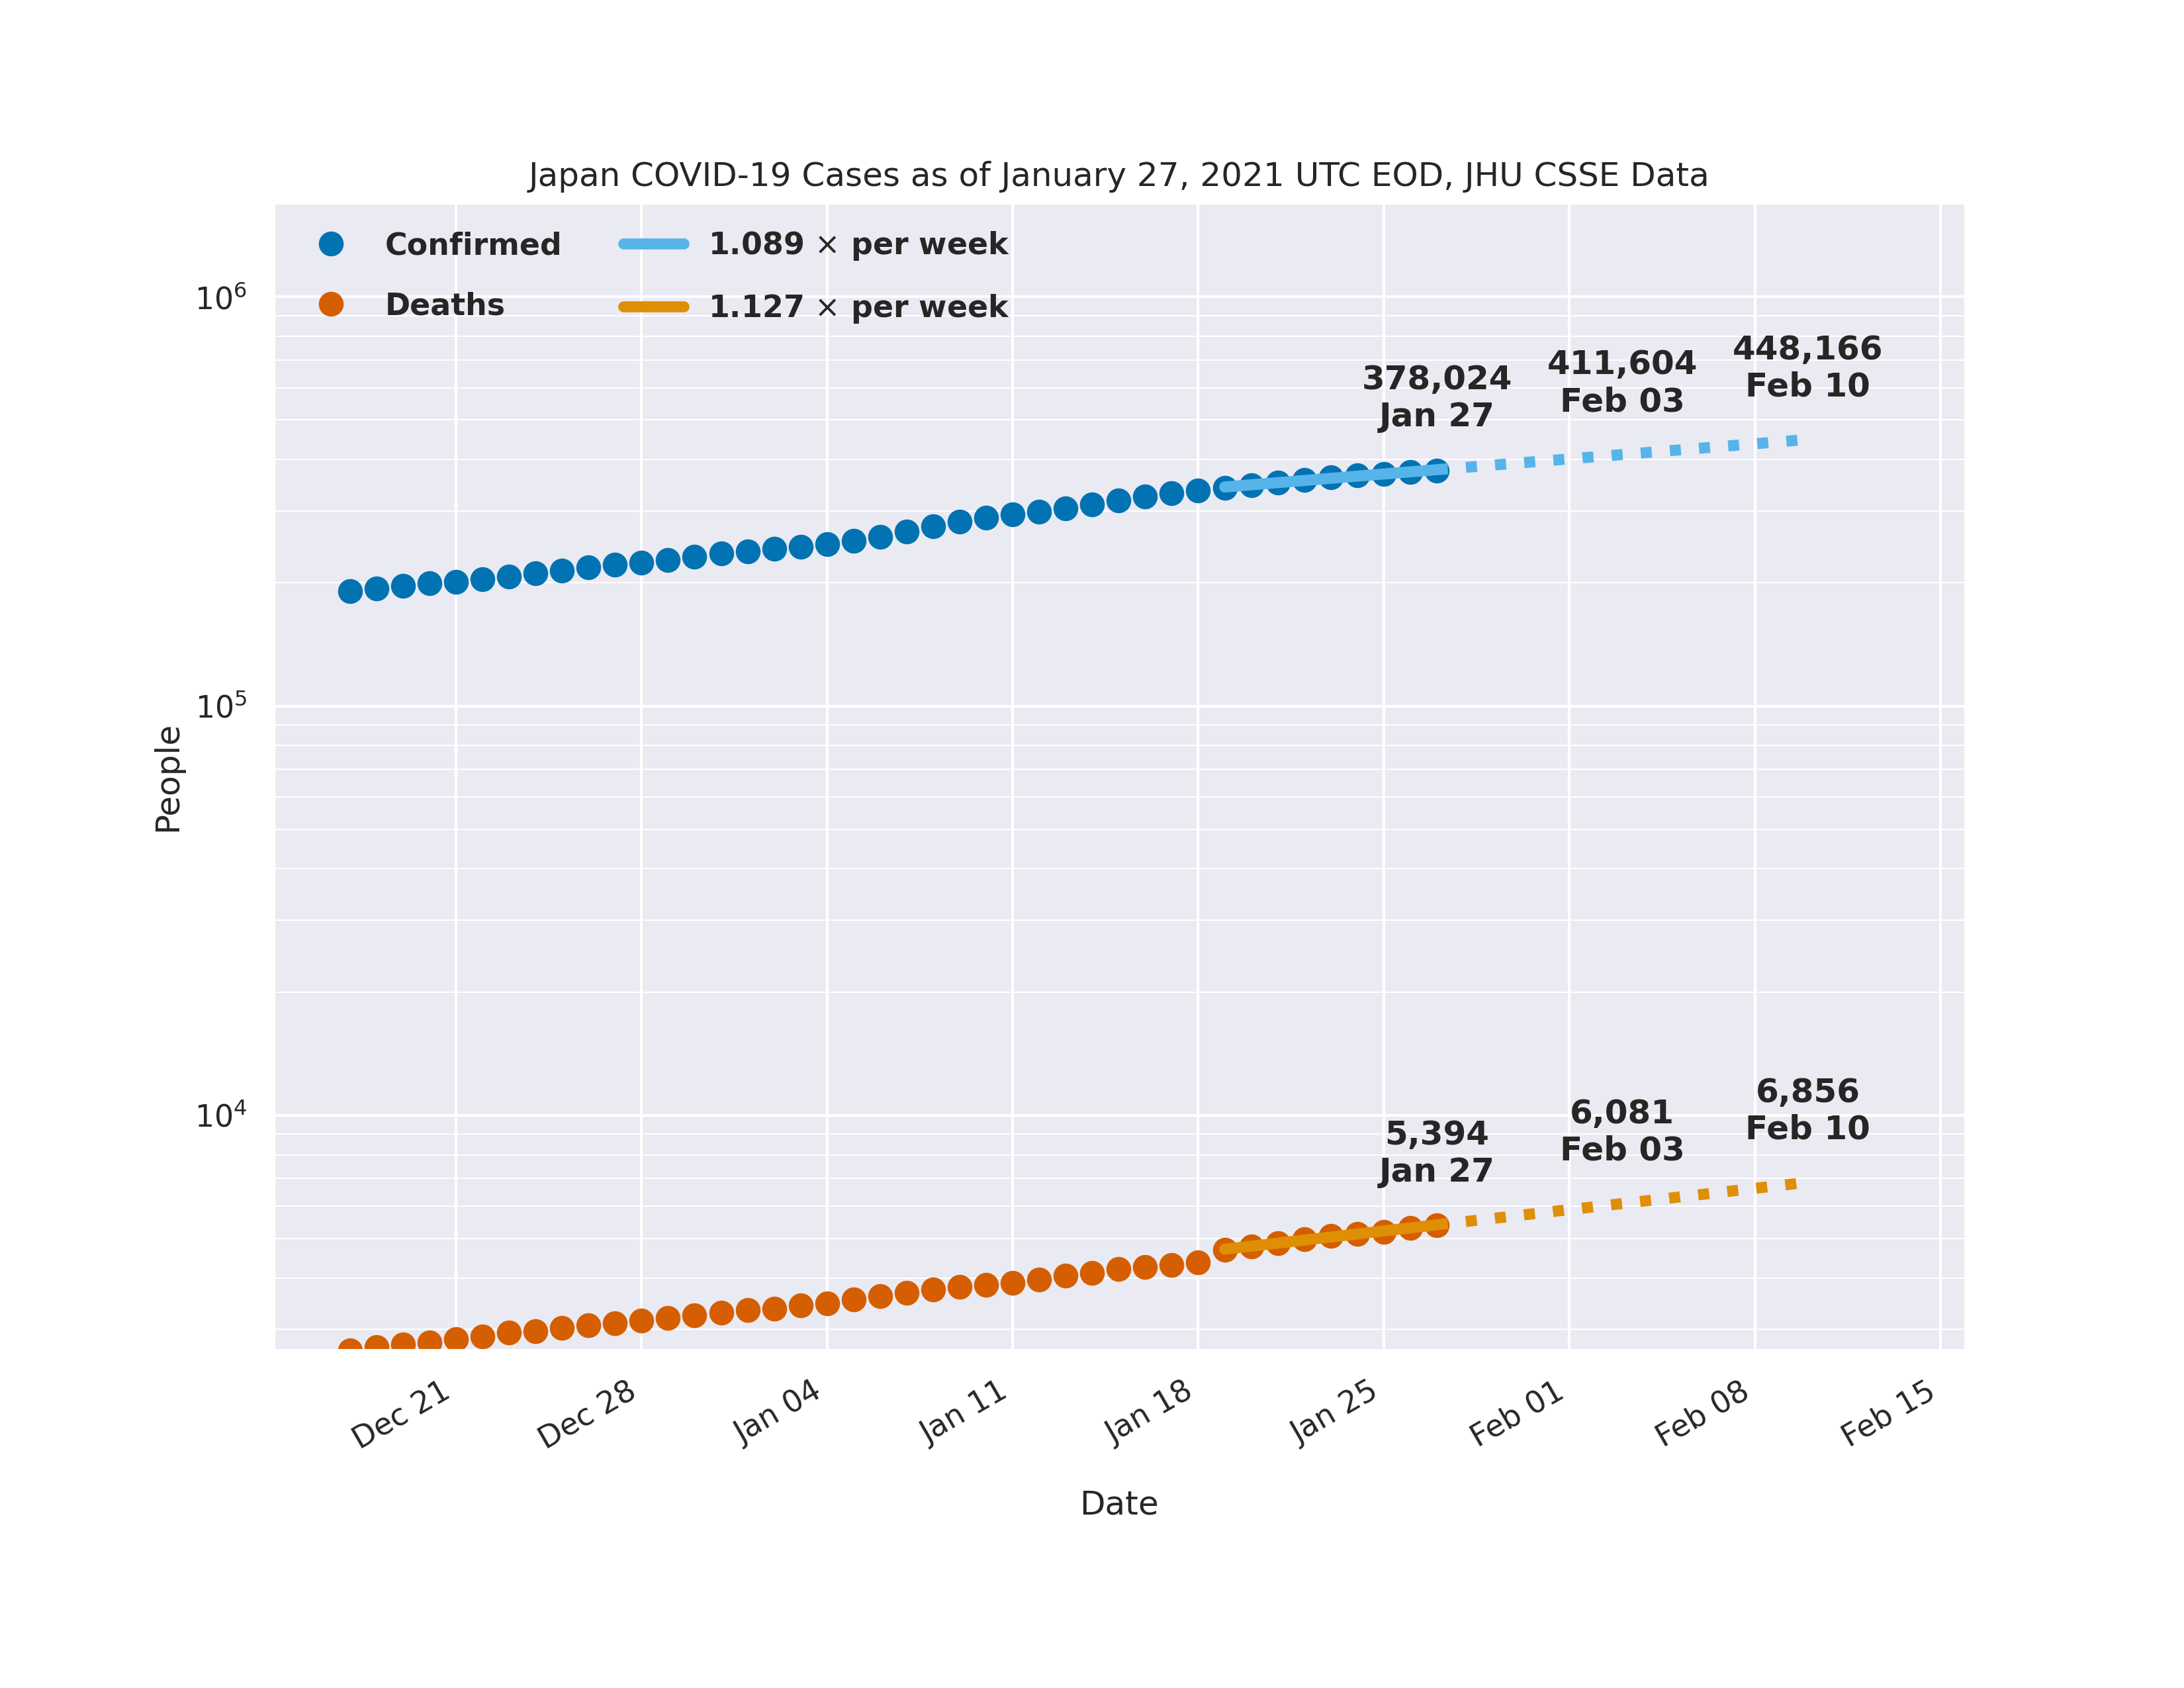 Japan COVID-19 Cases as of January 27, 2021 UTC EOD, JHU CSSE Data
Confirmed
Deaths
1.089 × per week
1.127 × per week
10⁶
10⁵
10⁴
People
378,024
Jan 27
411,604
Feb 03
448,166
Feb 10
5,394
Jan 27
6,081
Feb 03
6,856
Feb 10
Dec 21
Dec 28
Jan 04
Jan 11
Jan 18
Jan 25
Feb 01
Feb 08
Feb 15
Date